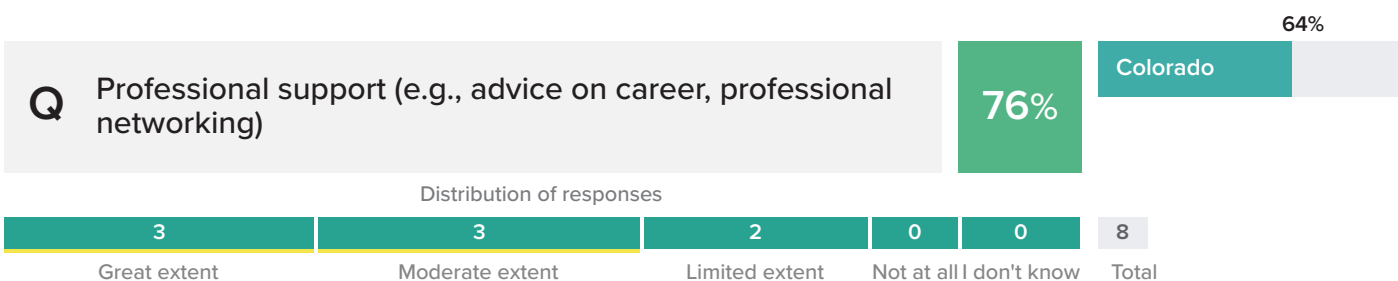 64%
Q
Professional support (e.g., advice on career, professional
networking)
76%
Colorado
Distribution of responses
3 3 2 0 0 8
Great extent Moderate extent Limited extent Not at all I don't know Total